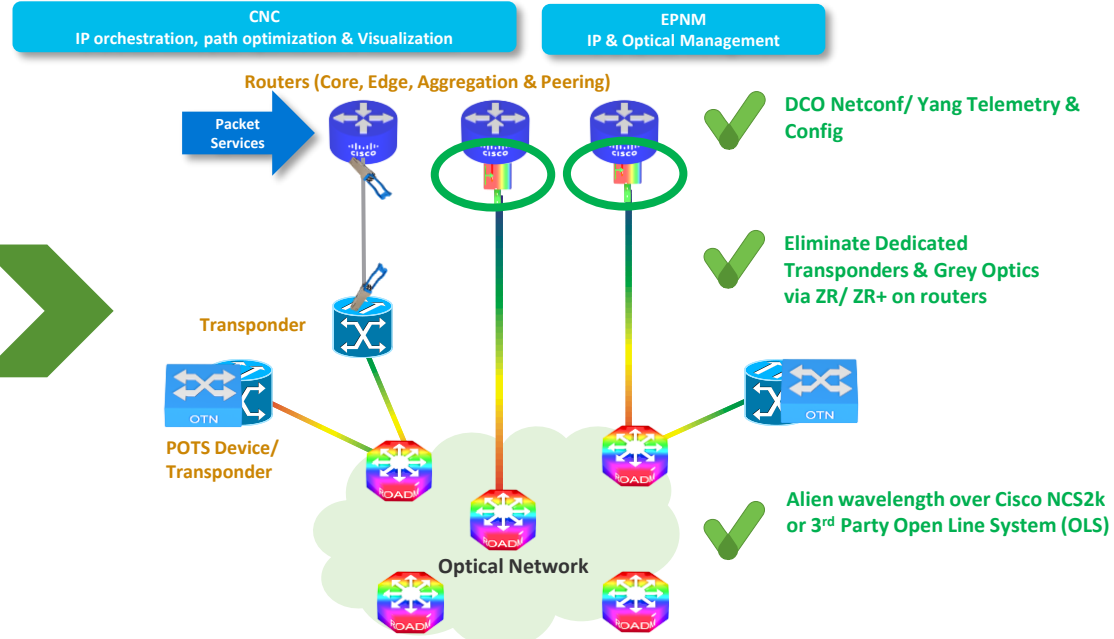 CNC
IP orchestration, path optimization & Visualization
EPNM
IP & Optical Management
Routers (Core, Edge, Aggregation & Peering)
Packet
Services
CISCO
CISCO
CISCO
DCO Netconf/ Yang Telemetry &
Config
Eliminate Dedicated
Transponders & Grey Optics
via ZR/ ZR+ on routers
Transponder
OTN
OTN
POTS Device/
Transponder
ROADM
ROADM
Alien wavelength over Cisco NCS2k
or 3rd Party Open Line System (OLS)
ROADM
Optical Network
ROADM
ROADM